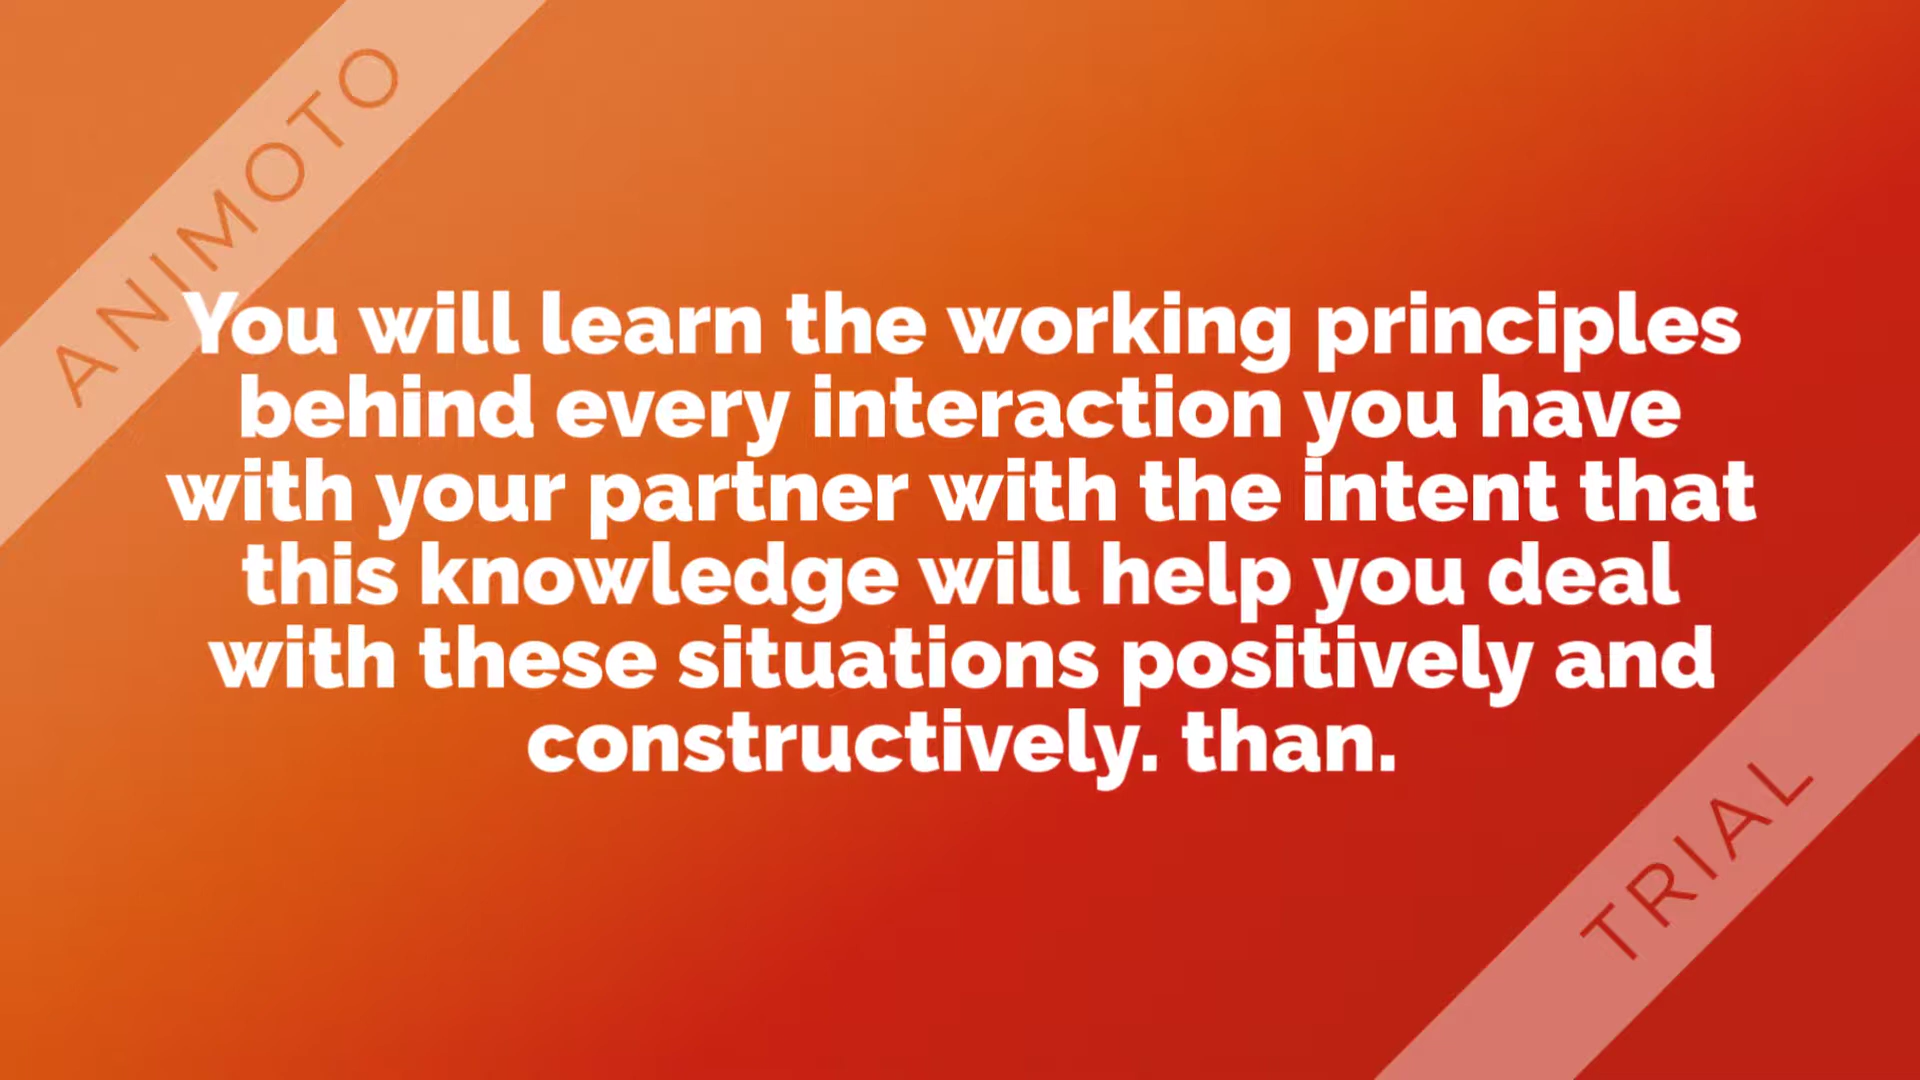 ANIMOTO
You will learn the working principles
behind every interaction you have
with your partner with the intent that
this knowledge will help you deal
with these situations positively and
constructively. than.
TRIAL